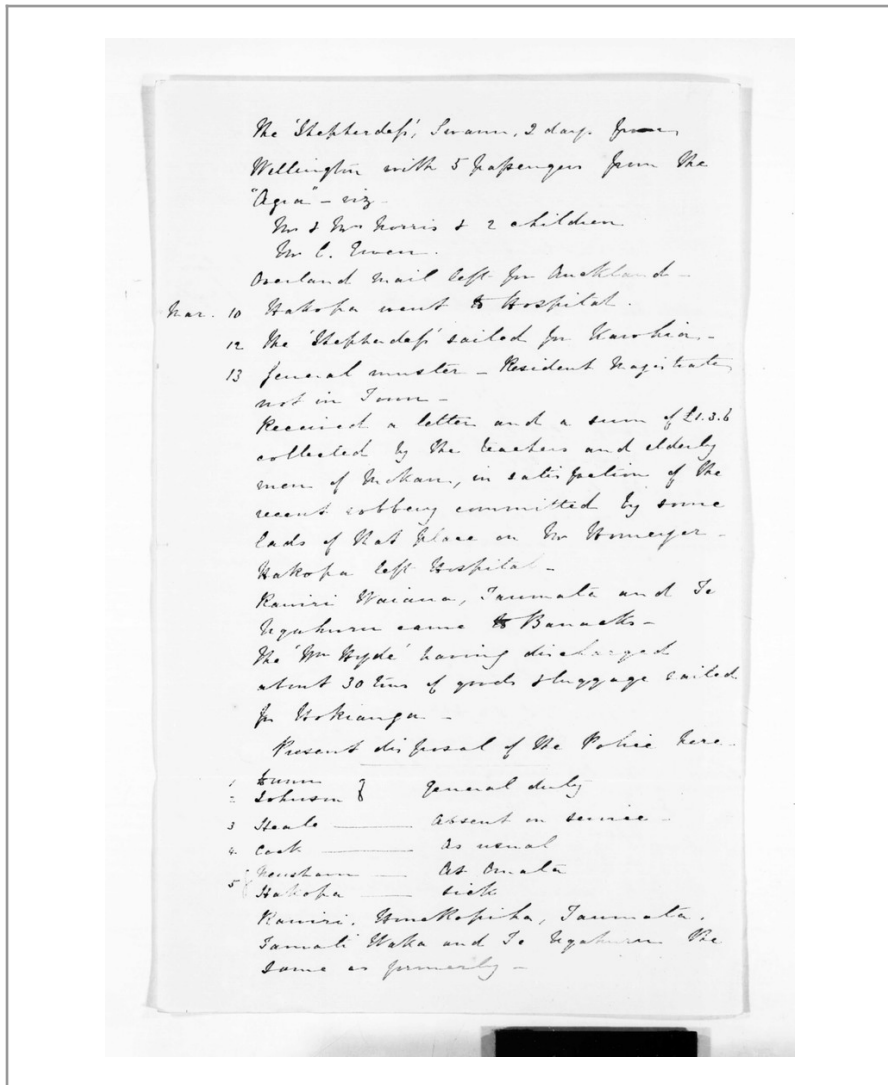 The 'Shepherdess', Swann, 2 days from
Wellington with 5 passengers from the
"Agra" - viz -
Mr & Mrs Norris & 2 children
Mr C. Ewen.
Overland mail left for Auckland -
Mar. 10 Hakopa went to Hospital.
12 The 'Shepherdess' sailed for Kawhia. -
13 General muster - Resident Magistrate
not in Town -
Received a letter and a sum of £1.3.6
collected by the teachers and elderly
men of Mokau, in satisfaction of the
recent robbery committed by some
lads of that place on Mr
Hakopa left Hospital -
Rawiri Waiaua, Taumata and Te
Ngahuru came to Barracks -
The 'Wm Hyde' having discharged
about 30 tons of goods & luggage sailed
for Hokianga -
Present disposal of the Police here -
1 Dunn
2 Johnson } General duty
3 Heale —— Absent on service -
4 Cook —— As usual
5 { Hensham —— At Omata
Hakopa —— sick
Rawiri, Taumata,
Tamati Waka and Te Ngahuru the
same as formerly -